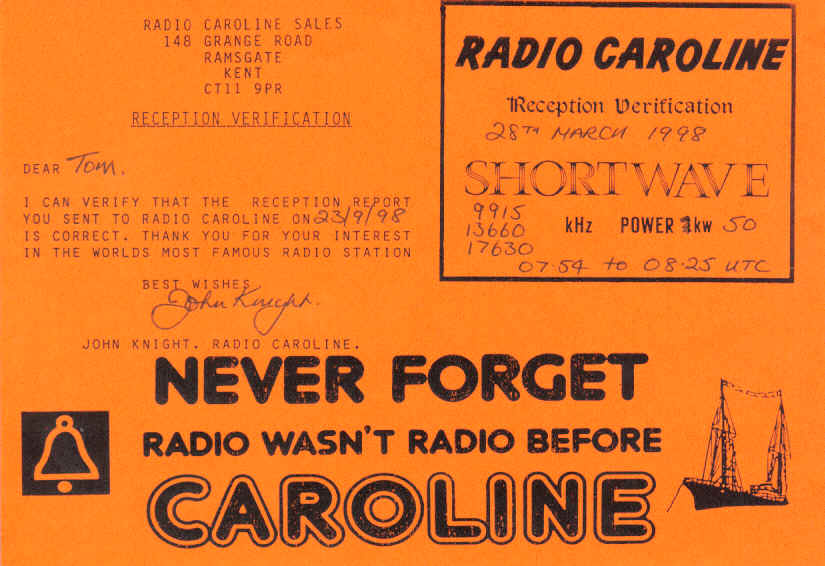 RADIO CAROLINE SALES
148 GRANGE ROAD
RAMSGATE
KENT
CT11 9PR
RECEPTION VERIFICATION
DEAR Tom.
I CAN VERIFY THAT THE RECEPTION REPORT
YOU SENT TO RADIO CAROLINE ON 23/9/98
IS CORRECT. THANK YOU FOR YOUR INTEREST
IN THE WORLDS MOST FAMOUS RADIO STATION
BEST WISHES
John Knight.
JOHN KNIGHT. RADIO CAROLINE.
RADIO CAROLINE
Reception Verification
28TH MARCH 1998
SHORTWAVE
9915
13660 kHz POWER 1kw 50
17630
07.54 to 08.25 UTC
NEVER FORGET
RADIO WASN'T RADIO BEFORE
CAROLINE